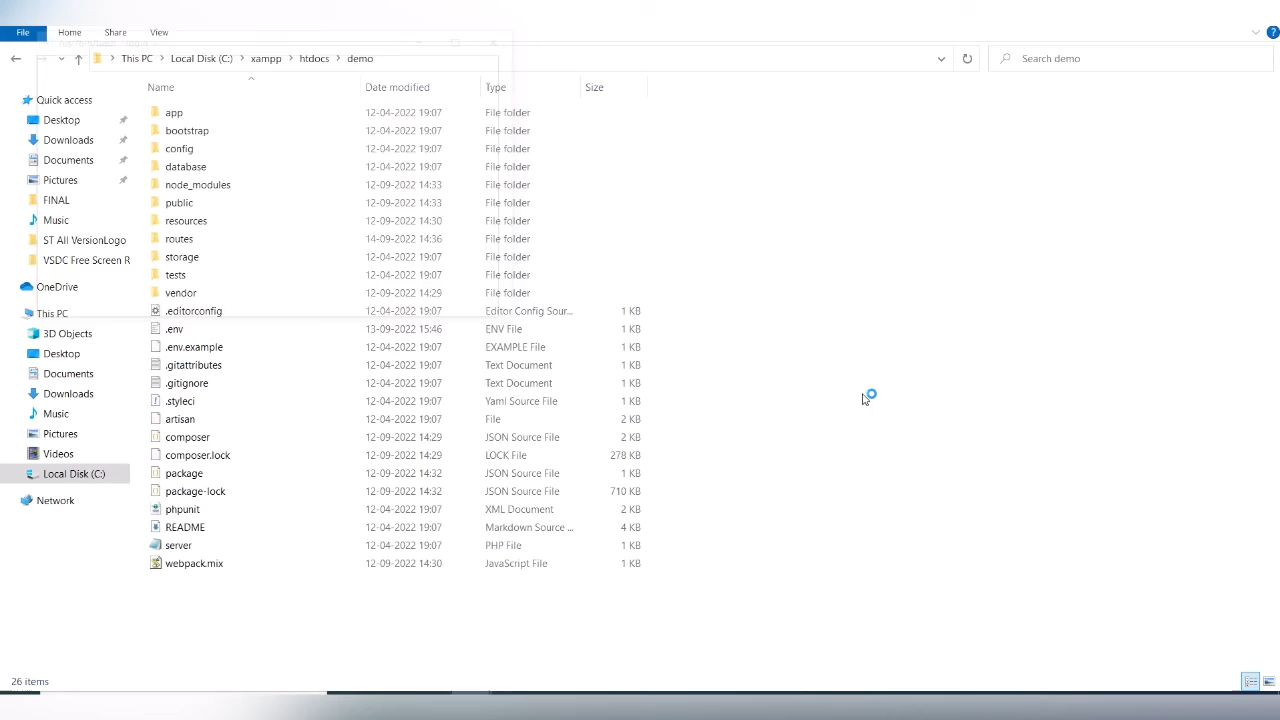 File Home Share View
This PC Local Disk (C:) xampp htdocs demo Search demo
Name Date modified Type Size
Quick access
Desktop
Downloads
Documents
Pictures
FINAL
Music
ST All VersionLogo
VSDC Free Screen R
OneDrive
This PC
3D Objects
Desktop
Documents
Downloads
Music
Pictures
Videos
Local Disk (C:)
Network
app 12-04-2022 19:07 File folder
bootstrap 12-04-2022 19:07 File folder
config 12-04-2022 19:07 File folder
database 12-04-2022 19:07 File folder
node_modules 12-09-2022 14:33 File folder
public 12-09-2022 14:33 File folder
resources 12-09-2022 14:30 File folder
routes 14-09-2022 14:36 File folder
storage 12-04-2022 19:07 File folder
tests 12-04-2022 19:07 File folder
vendor 12-09-2022 14:29 File folder
.editorconfig 12-04-2022 19:07 Editor Config Sour... 1 KB
.env 13-09-2022 15:46 ENV File 1 KB
.env.example 12-04-2022 19:07 EXAMPLE File 1 KB
.gitattributes 12-04-2022 19:07 Text Document 1 KB
.gitignore 12-04-2022 19:07 Text Document 1 KB
.styleci 12-04-2022 19:07 Yaml Source File 1 KB
artisan 12-04-2022 19:07 File 2 KB
composer 12-09-2022 14:29 JSON Source File 2 KB
composer.lock 12-09-2022 14:29 LOCK File 278 KB
package 12-09-2022 14:32 JSON Source File 1 KB
package-lock 12-09-2022 14:32 JSON Source File 710 KB
phpunit 12-04-2022 19:07 XML Document 2 KB
README 12-04-2022 19:07 Markdown Source ... 4 KB
server 12-04-2022 19:07 PHP File 1 KB
webpack.mix 12-09-2022 14:30 JavaScript File 1 KB
26 items